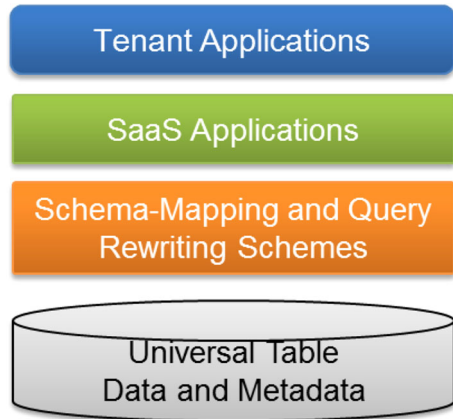 Tenant Applications
SaaS Applications
Schema-Mapping and Query
Rewriting Schemes
Universal Table
Data and Metadata